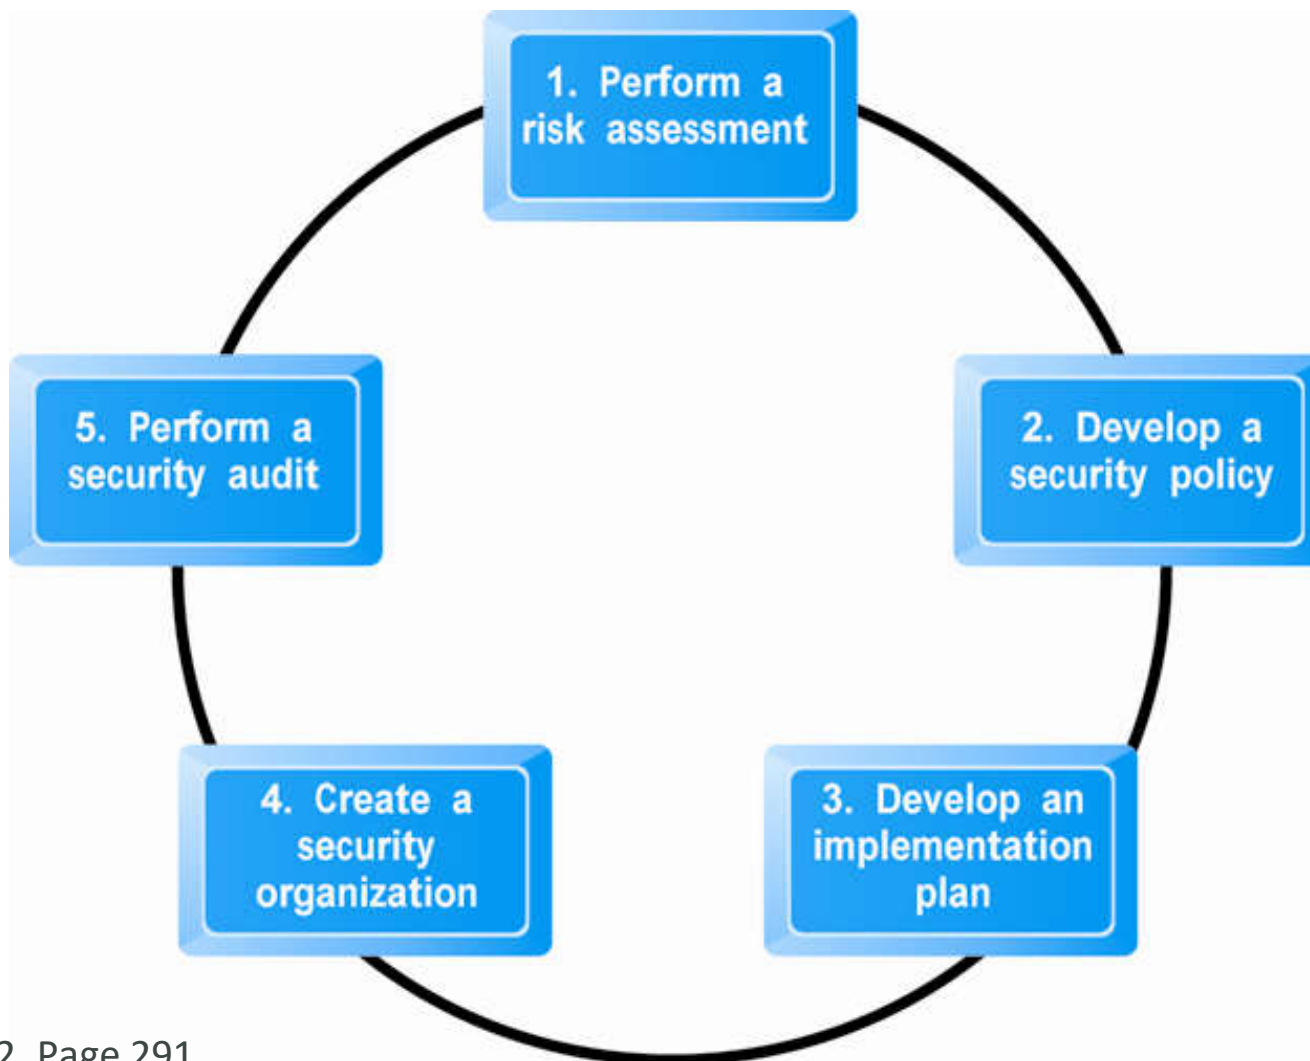 1. Perform a
risk assessment
2. Develop a
security policy
3. Develop an
implementation
plan
4. Create a
security
organization
5. Perform a
security audit
2, Page 291